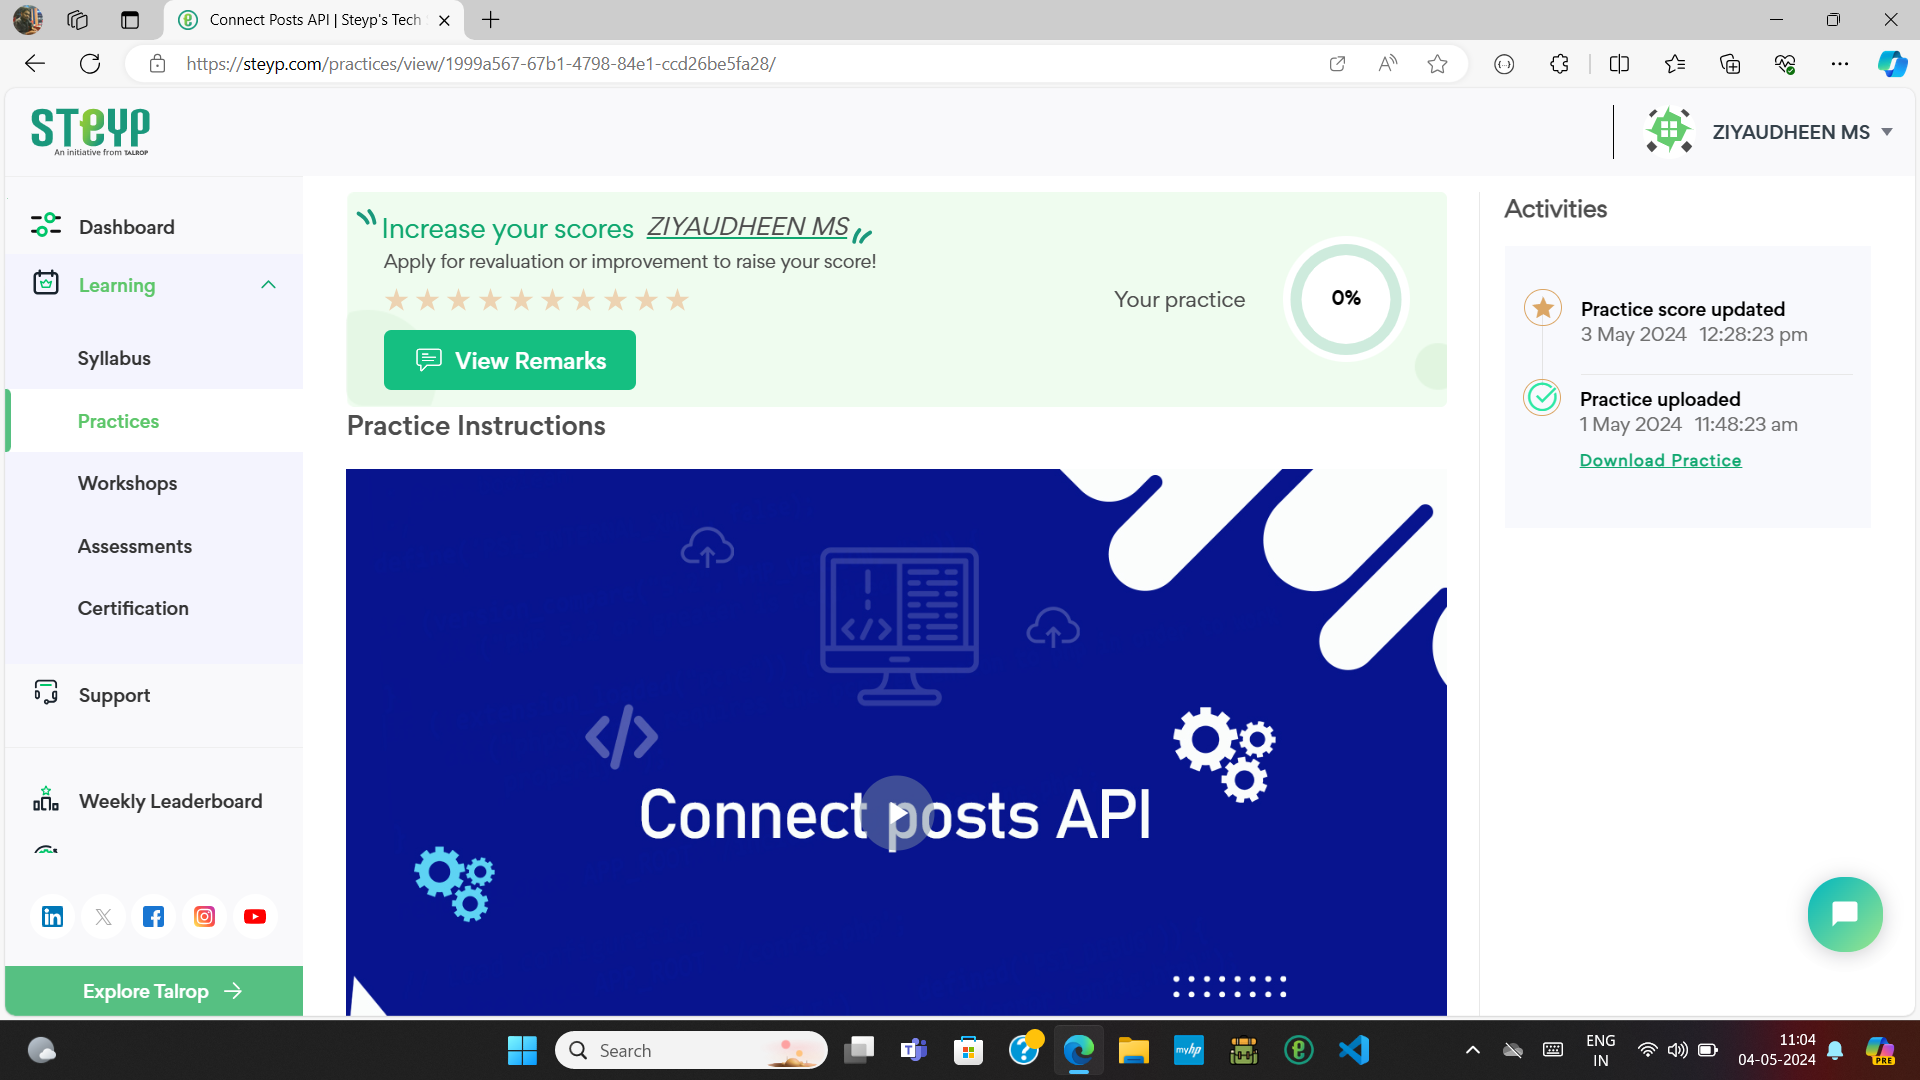 Connect Posts API | Steyp's Tech
https://steyp.com/practices/view/1999a567-67b1-4798-84e1-ccd26be5fa28/
STEYP
An initiative from TALROP
ZIYAUDHEEN MS
Dashboard
Learning
Syllabus
Practices
Workshops
Assessments
Certification
Support
Weekly Leaderboard
Explore Talrop
Increase your scores ZIYAUDHEEN MS
Apply for revaluation or improvement to raise your score!
View Remarks
Your practice
0%
Practice Instructions
Connect posts API
Activities
Practice score updated
3 May 2024 12:28:23 pm
Practice uploaded
1 May 2024 11:48:23 am
Download Practice
Search
myhp
ENG
IN
11:04
04-05-2024
PRE